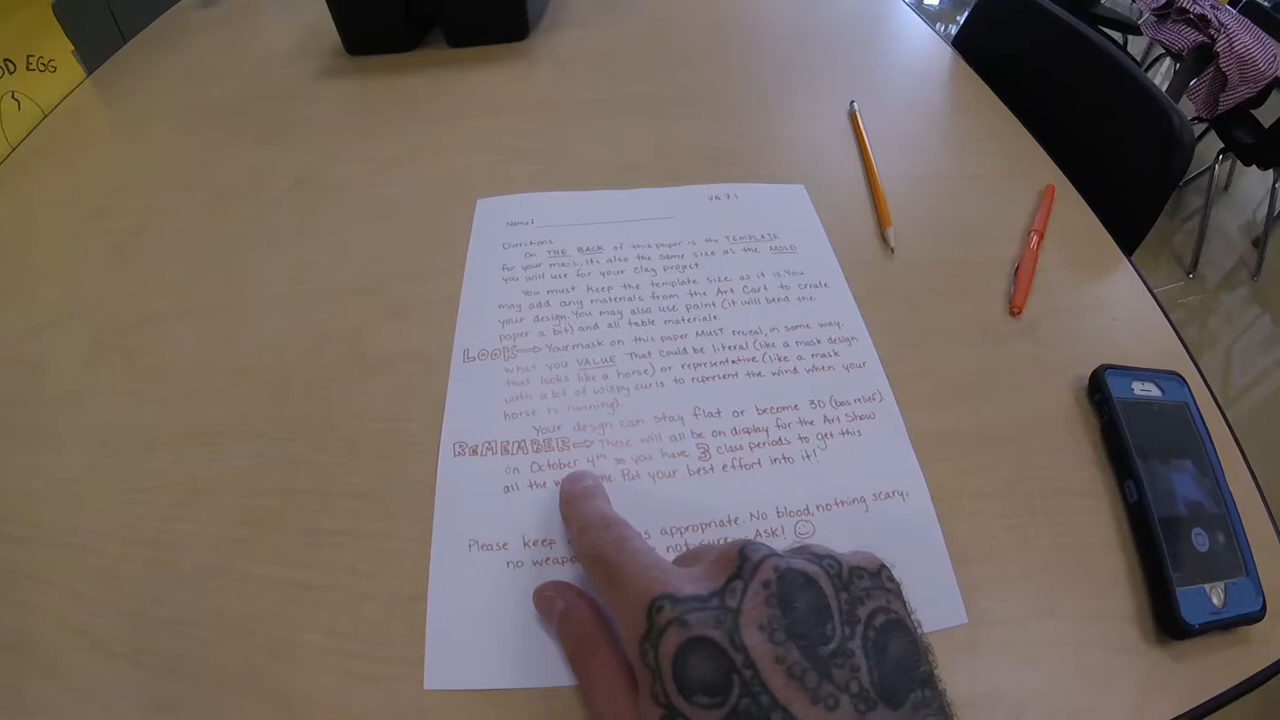 D EGG
VA 7.1
Name:
Directions:
On THE BACK of this paper is the TEMPLATE
for your mask. It's also the same size as the MOLD
you will use for your clay project.
You must keep the template size as it is. You
may add any materials from the Art Cart to create
your design. You may also use paint (it will bend the
paper a bit) and all table materials.
LOOK → Your mask on this paper MUST reveal, in some way,
what you VALUE. That could be literal (like a mask design
that looks like a horse) or representative (like a mask
with a lot of wispy curls to represent the wind when your
horse is running).
Your design can stay flat or become 3D (bas relief).
REMEMBER → These will all be on display for the Art Show
on October 4th so you have 3 class periods to get this
all the Put your best effort into it!
Please keep appropriate. No blood, nothing scary,
no not sure - Ask! ☺